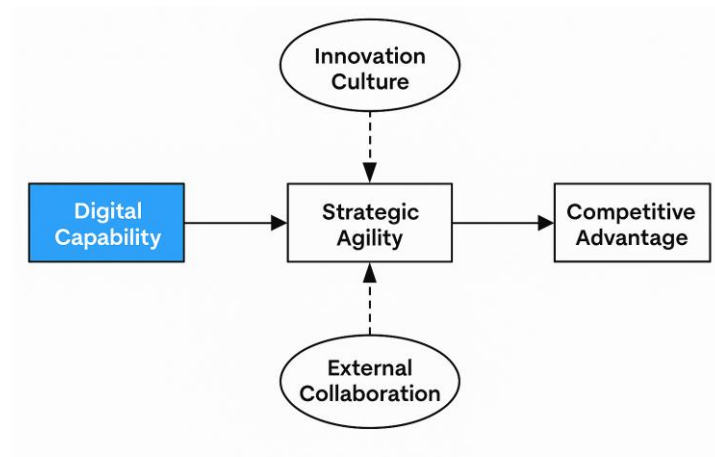 Innovation
Culture
Digital
Capability
Strategic
Agility
Competitive
Advantage
External
Collaboration